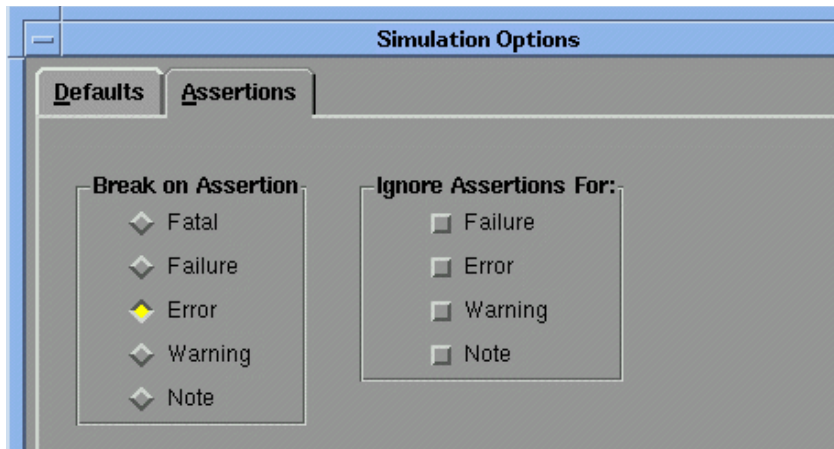 Simulation Options
Defaults Assertions
Break on Assertion
Fatal
Failure
Error
Warning
Note
Ignore Assertions For:
Failure
Error
Warning
Note